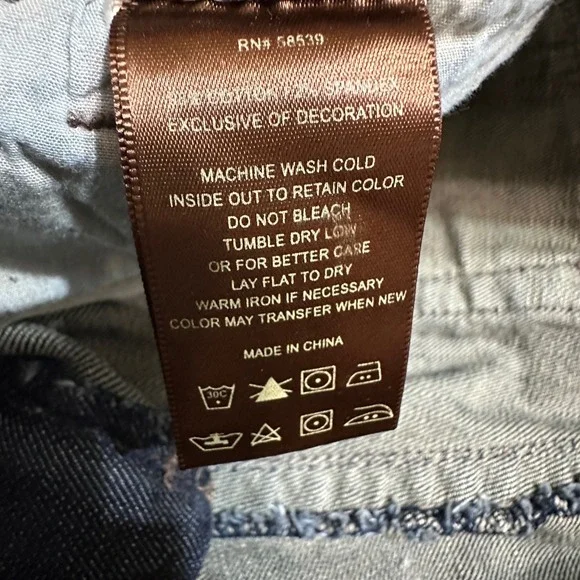 RN# 58539
COTTON SPANDEX
EXCLUSIVE OF DECORATION
MACHINE WASH COLD
INSIDE OUT TO RETAIN COLOR
DO NOT BLEACH
TUMBLE DRY LOW
OR FOR BETTER CARE
LAY FLAT TO DRY
WARM IRON IF NECESSARY
COLOR MAY TRANSFER WHEN NEW
MADE IN CHINA
30C